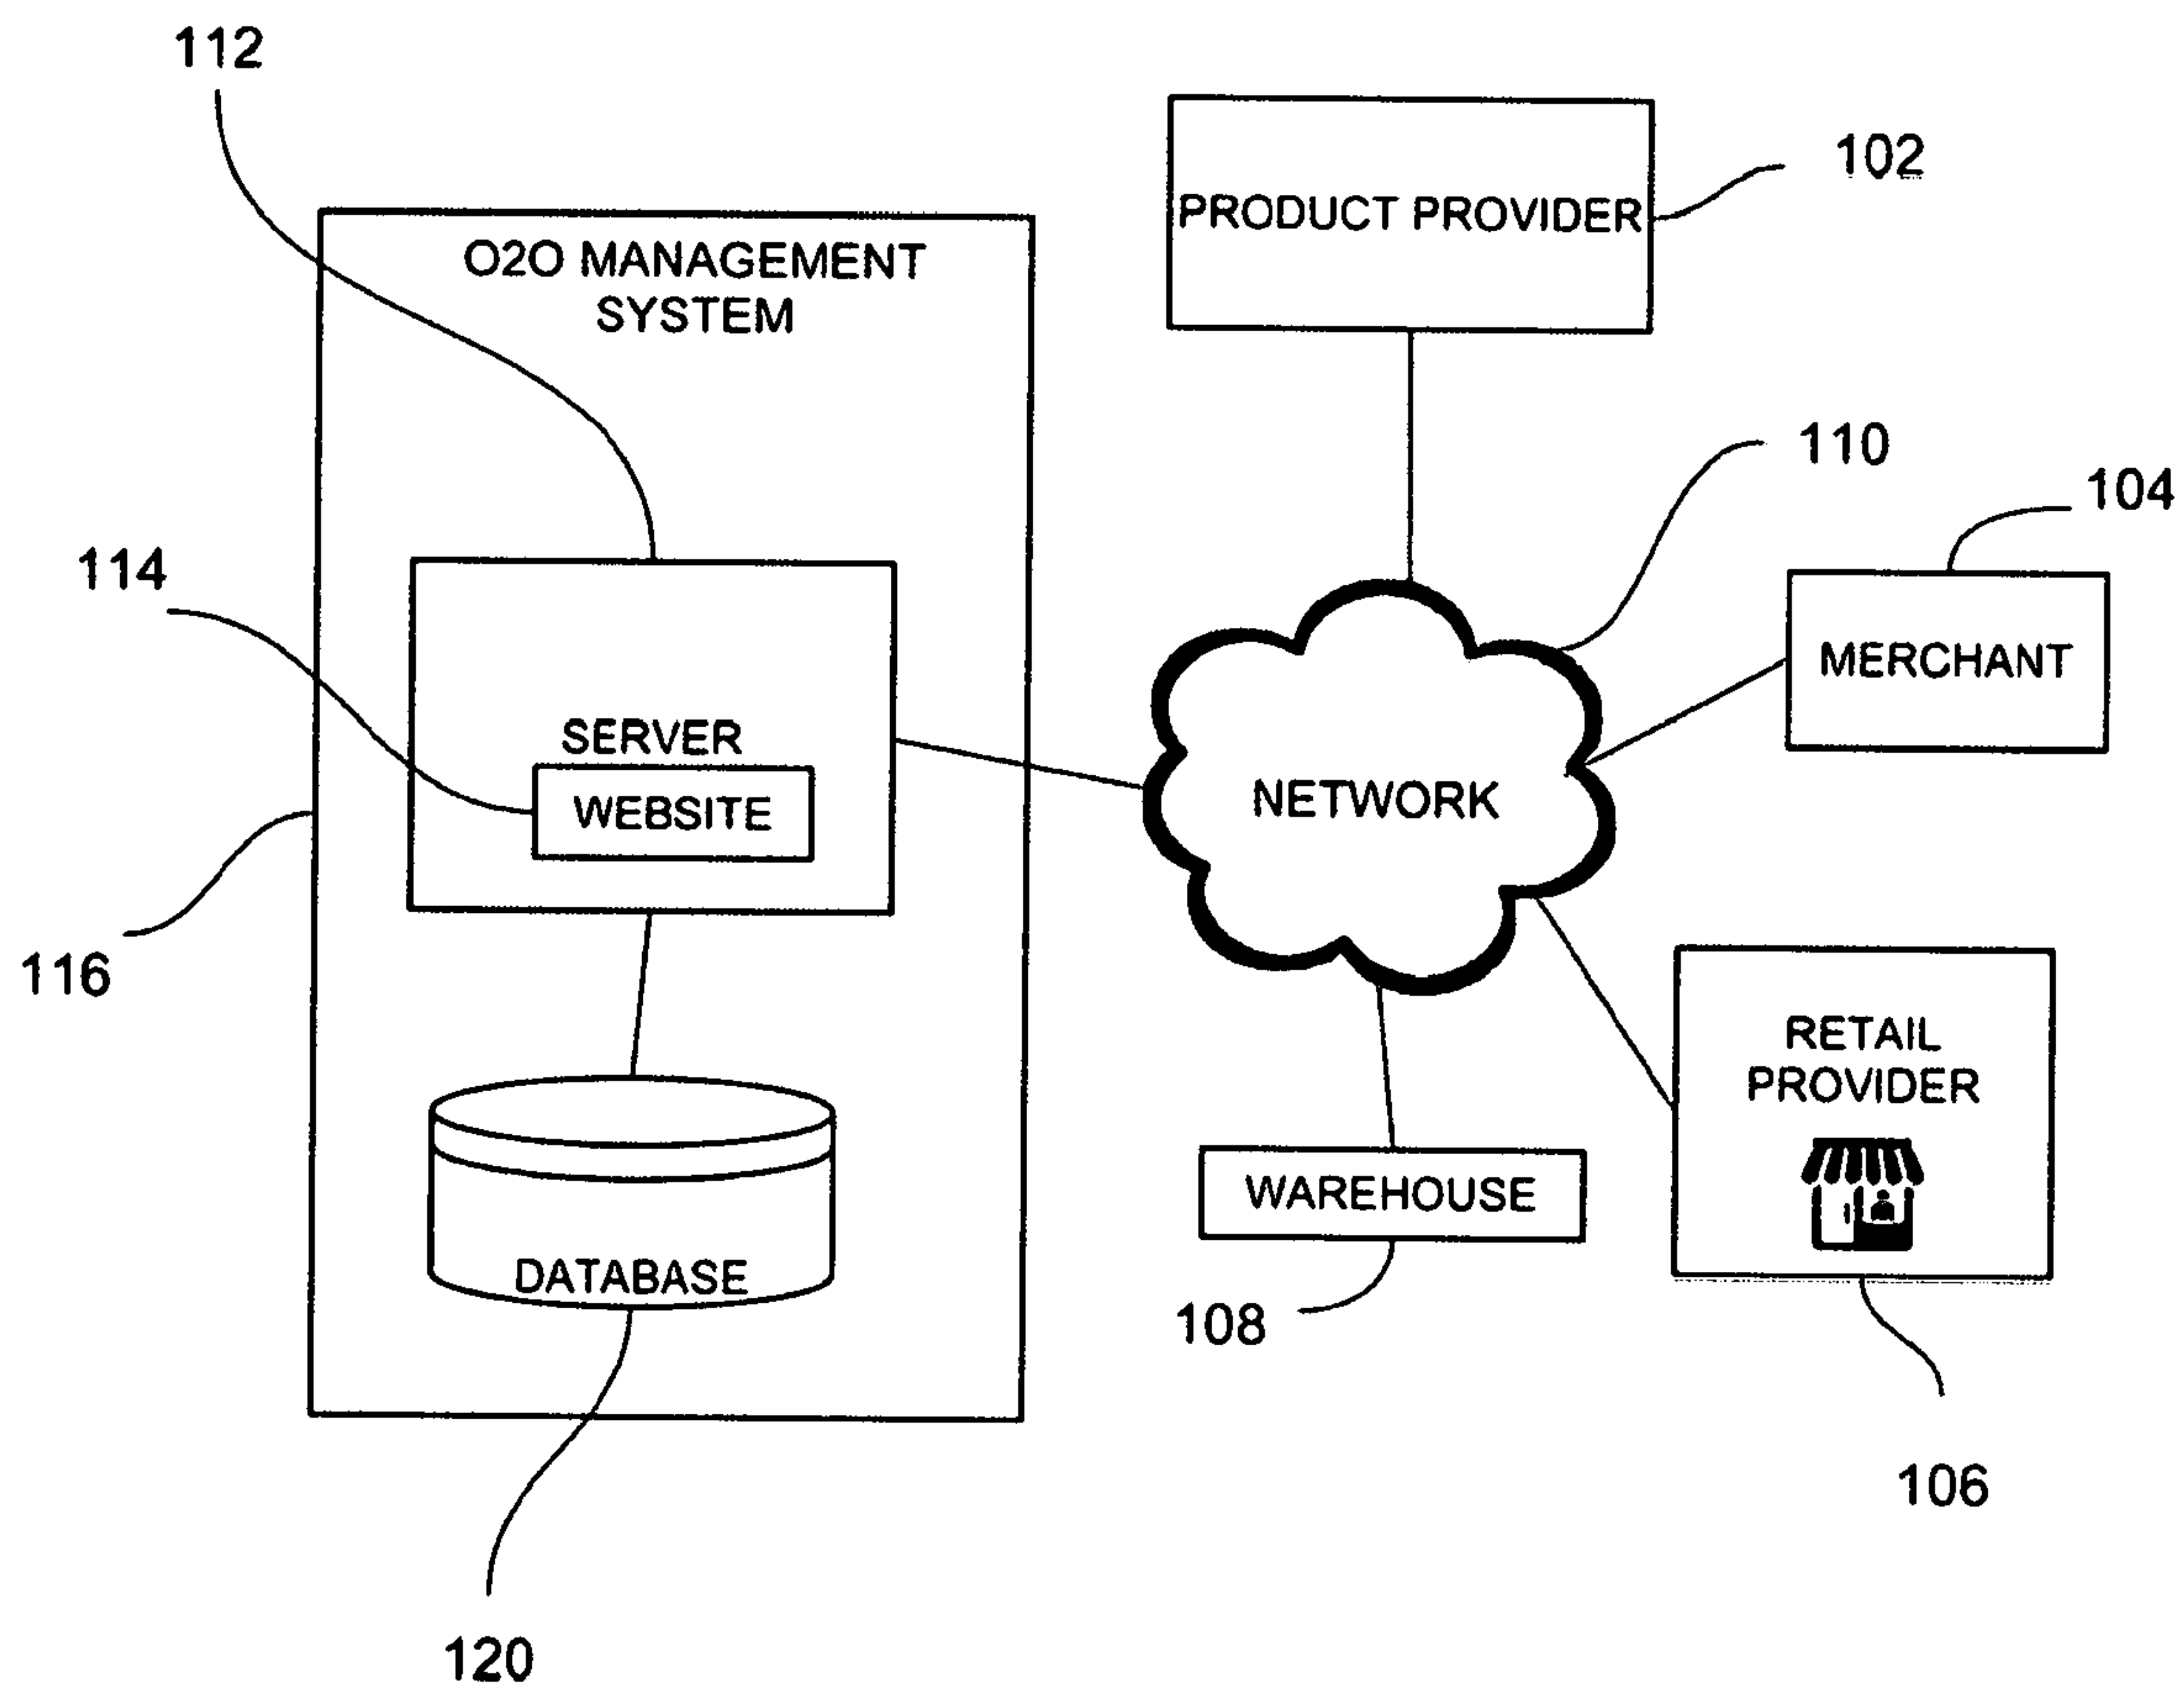 112
102
PRODUCT PROVIDER
O2O MANAGEMENT
SYSTEM
110
104
114
MERCHANT
SERVER
WEBSITE
NETWORK
116
RETAIL
PROVIDER
WAREHOUSE
DATABASE
108
106
120